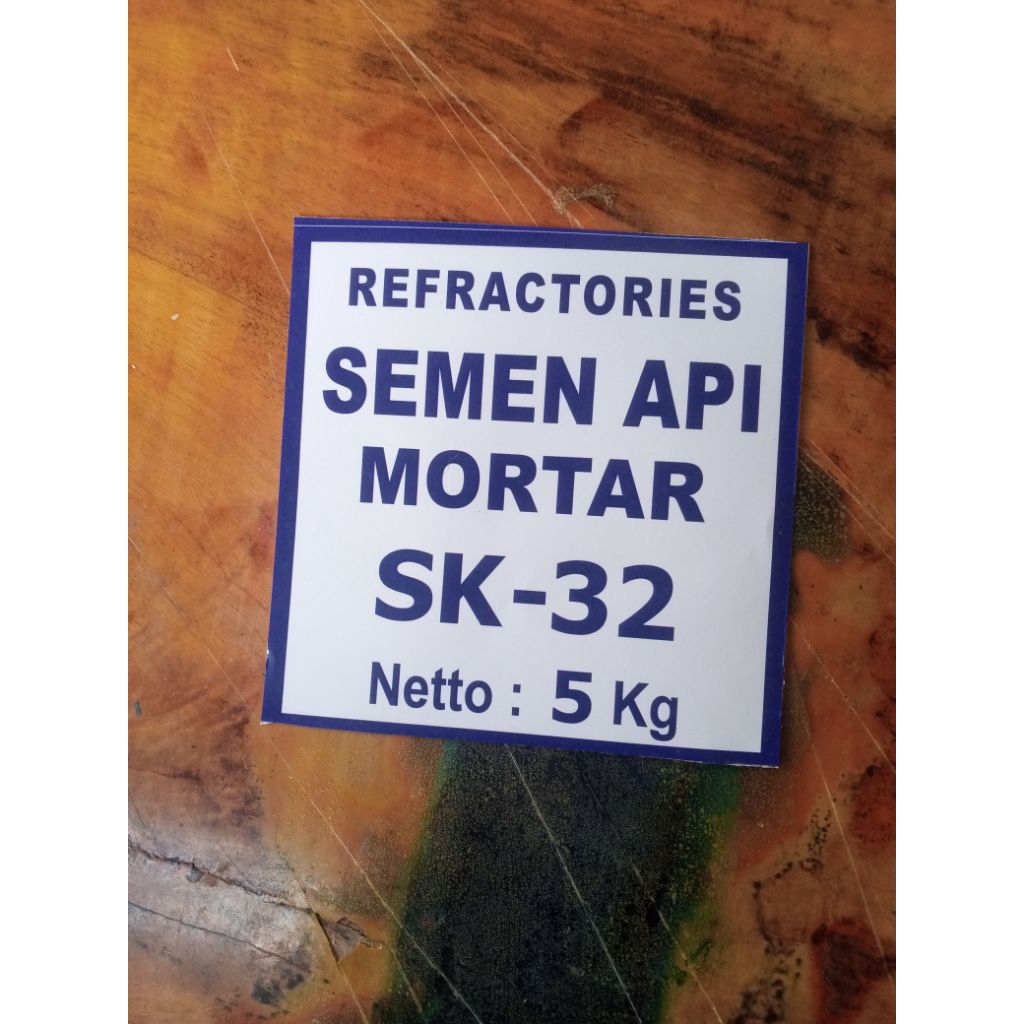 REFRACTORIES
SEMEN API
MORTAR
SK-32
Netto : 5 Kg